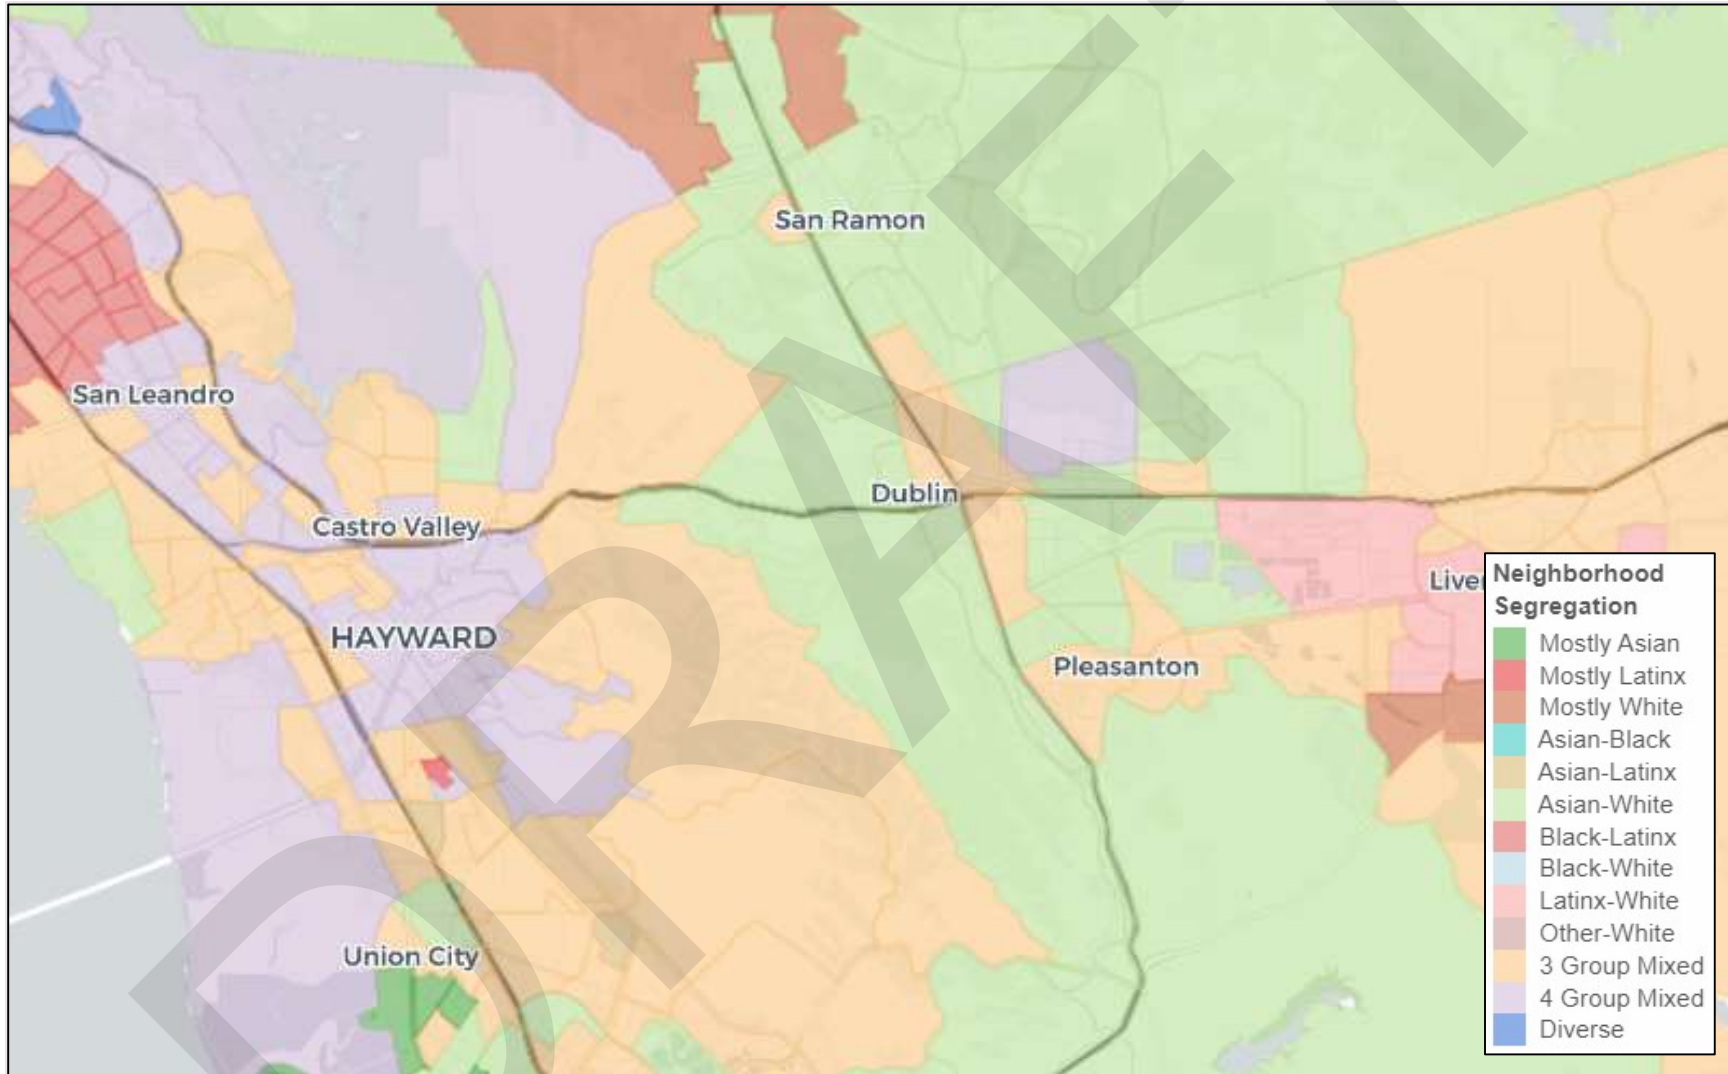 San Ramon
San Leandro
Dublin
Castro Valley
HAYWARD
Pleasanton
Union City
Liver
Neighborhood
Segregation
Mostly Asian
Mostly Latinx
Mostly White
Asian-Black
Asian-Latinx
Asian-White
Black-Latinx
Black-White
Latinx-White
Other-White
3 Group Mixed
4 Group Mixed
Diverse
DRAFT